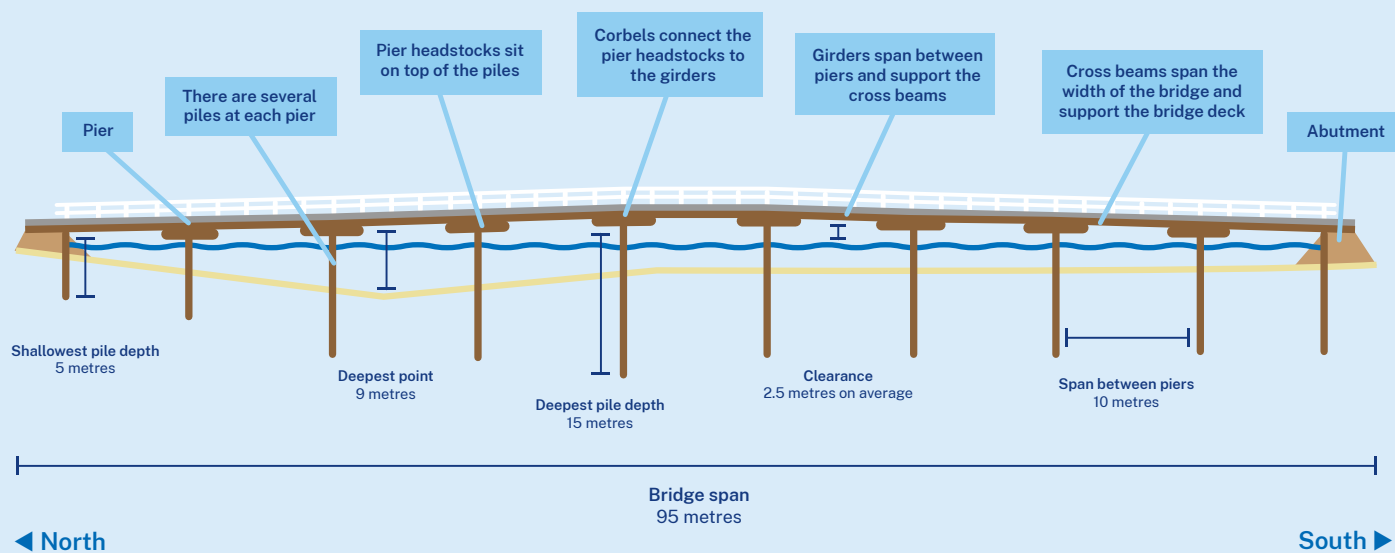 Pier
There are several
piles at each pier
Pier headstocks sit
on top of the piles
Corbels connect the
pier headstocks to
the girders
Girders span between
piers and support the
cross beams
Cross beams span the
width of the bridge and
support the bridge deck
Abutment
Shallowest pile depth
5 metres
Deepest point
9 metres
Deepest pile depth
15 metres
Clearance
2.5 metres on average
Span between piers
10 metres
Bridge span
95 metres
North
South